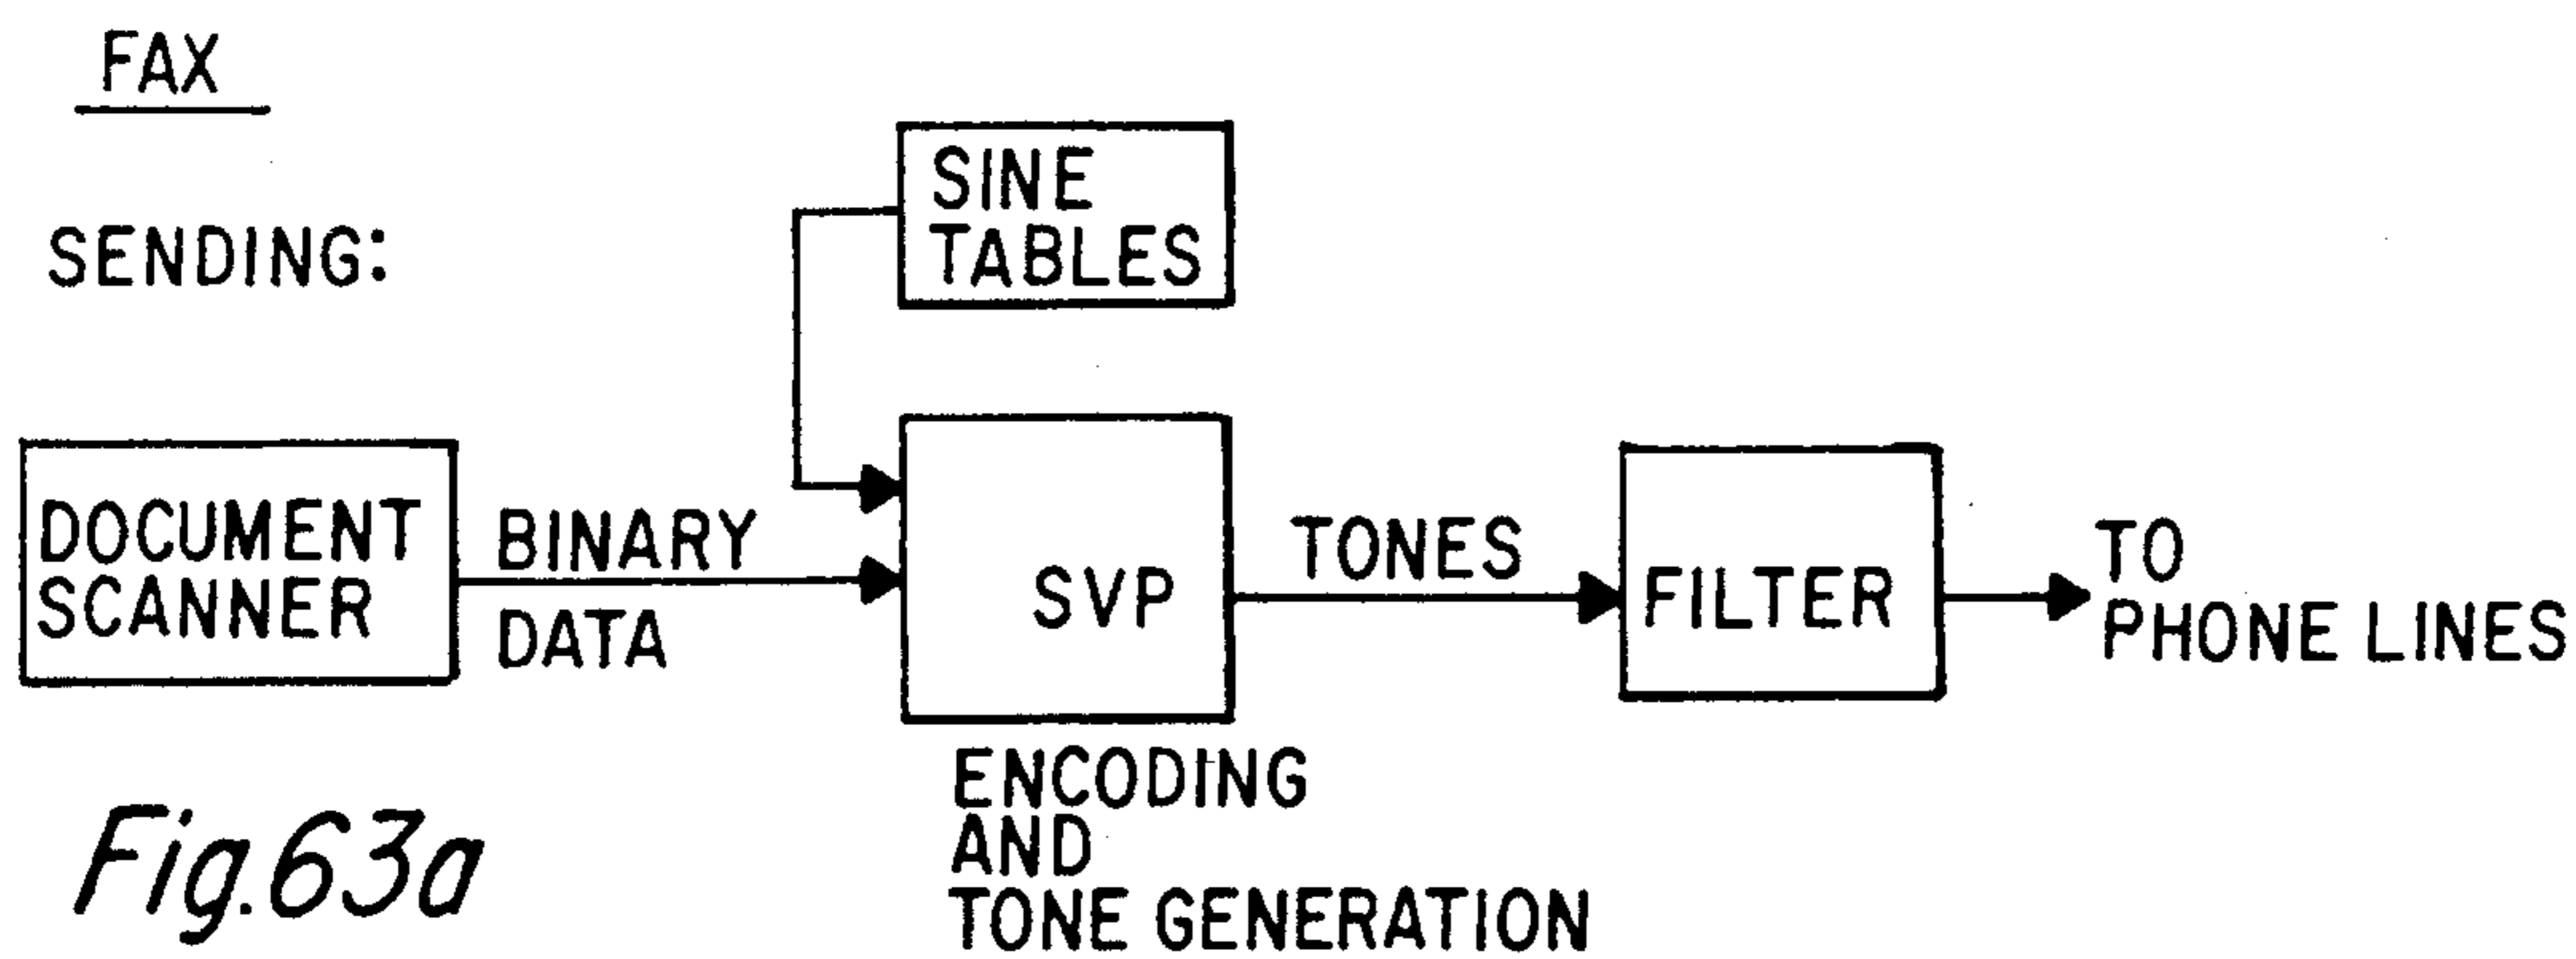 FAX
SENDING:
SINE
TABLES
DOCUMENT
SCANNER
BINARY
DATA
SVP
TONES
FILTER
TO
PHONE LINES
ENCODING
AND
TONE GENERATION
Fig.63a